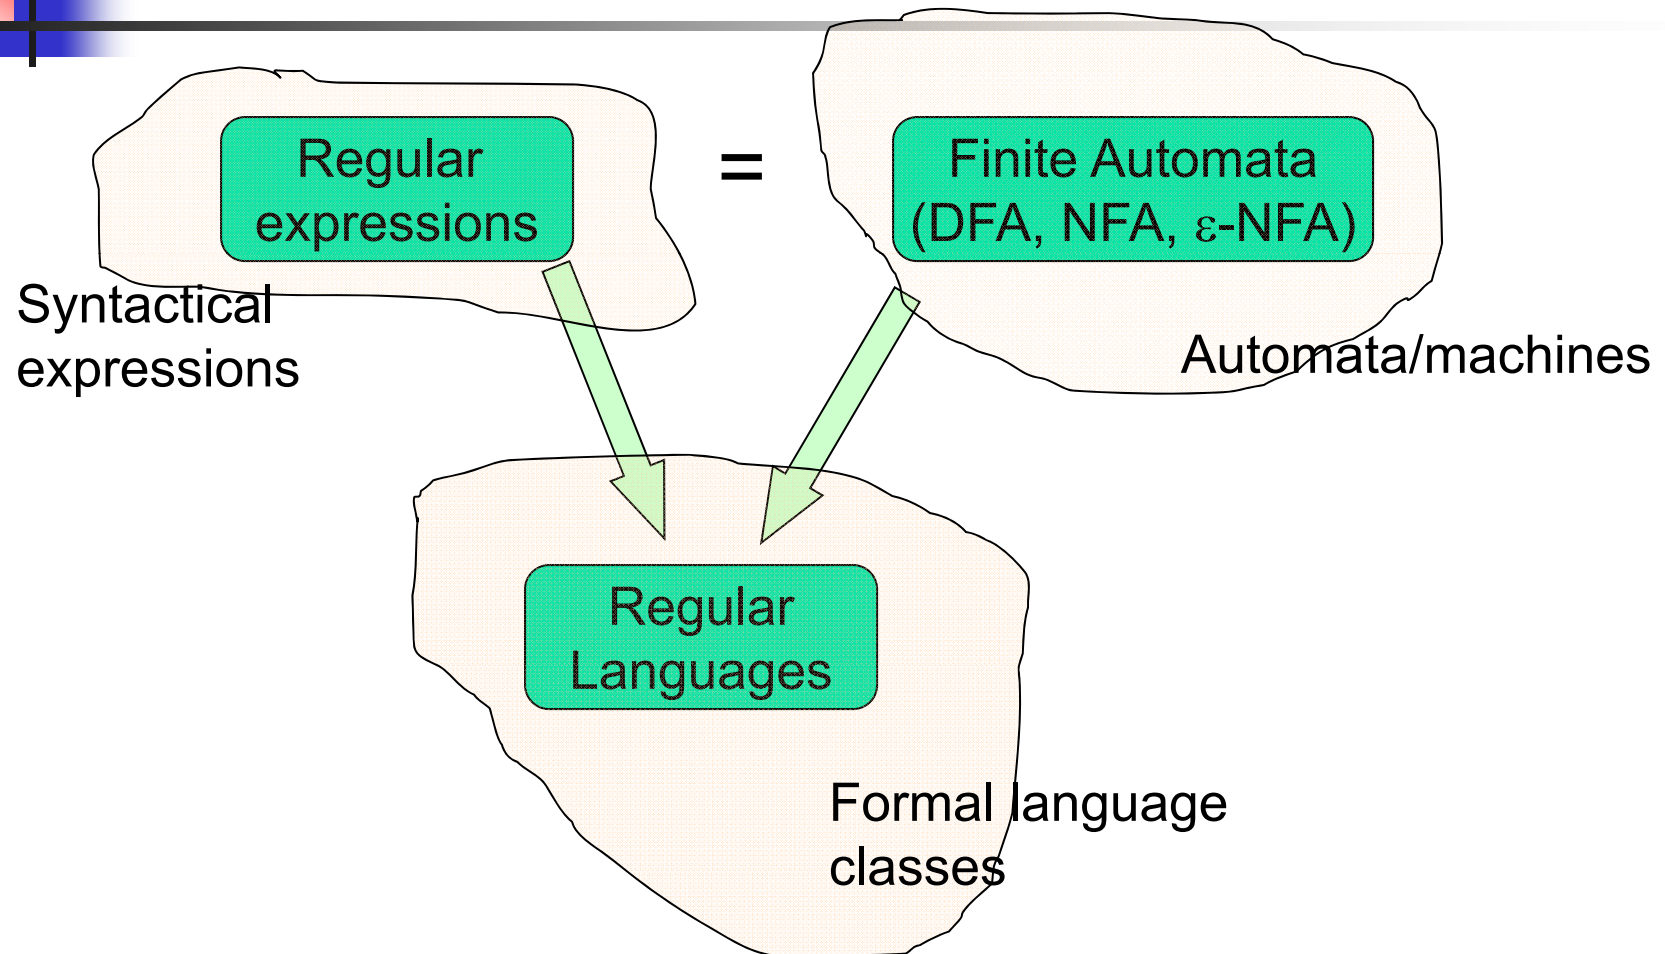 Regular
expressions
=
Finite Automata
(DFA, NFA, ε-NFA)
Syntactical
expressions
Automata/machines
Regular
Languages
Formal language
classes